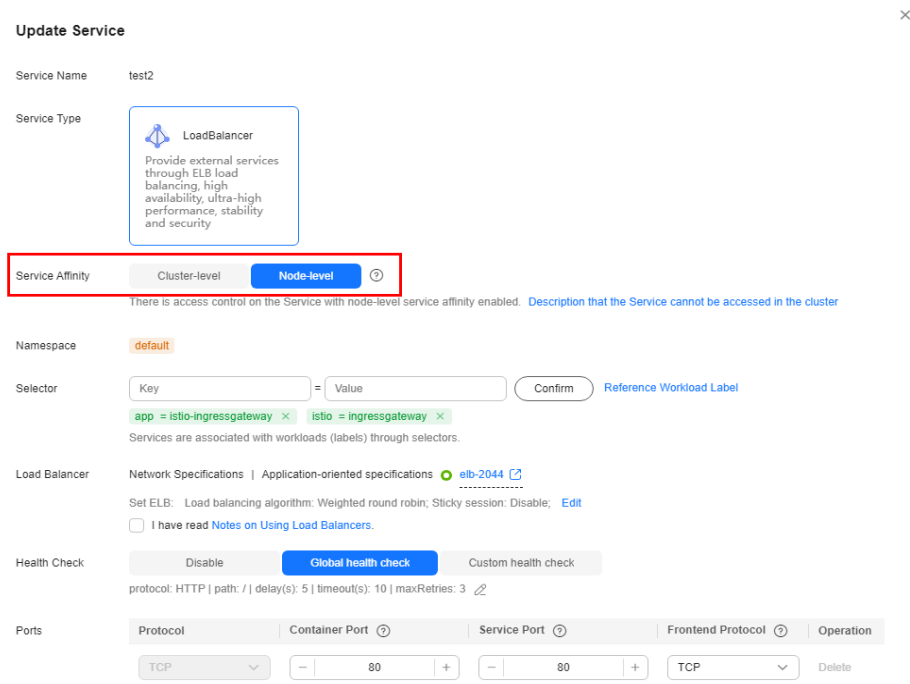 Update Service
Service Name test2
Service Type
LoadBalancer
Provide external services
through ELB load
balancing, high
availability, ultra-high
performance, stability
and security
Service Affinity Cluster-level Node-level ?
There is access control on the Service with node-level service affinity enabled. Description that the Service cannot be accessed in the cluster
Namespace default
Selector Key = Value Confirm Reference Workload Label
app = istio-ingressgateway × istio = ingressgateway ×
Services are associated with workloads (labels) through selectors.
Load Balancer Network Specifications | Application-oriented specifications elb-2044
Set ELB: Load balancing algorithm: Weighted round robin; Sticky session: Disable; Edit
I have read Notes on Using Load Balancers.
Health Check Disable Global health check Custom health check
protocol: HTTP | path: / | delay(s): 5 | timeout(s): 10 | maxRetries: 3
Ports Protocol Container Port ? Service Port ? Frontend Protocol ? Operation
TCP − 80 + − 80 + TCP Delete